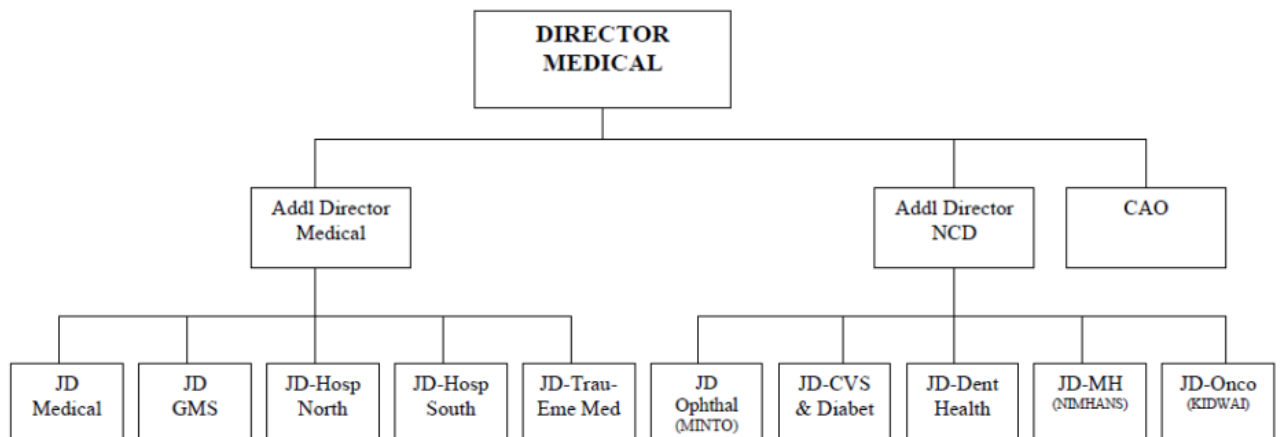 DIRECTOR
MEDICAL
Addl Director
Medical
Addl Director
NCD
CAO
JD
Medical
JD
GMS
JD-Hosp
North
JD-Hosp
South
JD-Trau-
Eme Med
JD
Ophthal
(MINTO)
JD-CVS
& Diabet
JD-Dent
Health
JD-MH
(NIMHANS)
JD-Onco
(KIDWAI)